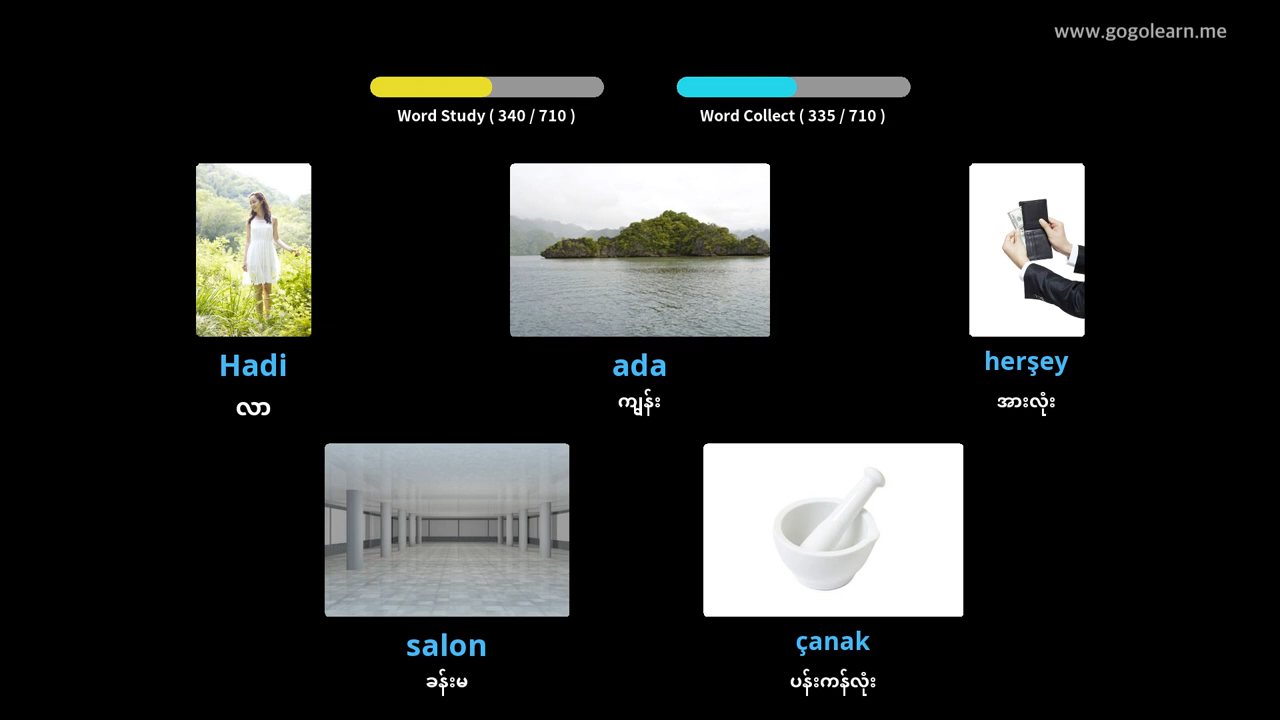 www.gogolearn.me
Word Study ( 340 / 710 )
Word Collect ( 335 / 710 )
Hadi
လာ
ada
ကျွန်း
herşey
အားလုံး
salon
ခန်းမ
çanak
ပန်းကန်လုံး